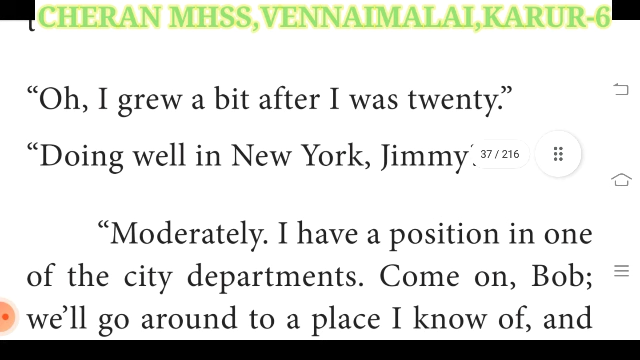 CHERAN MHSS,VENNAIMALAI,KARUR-6
“Oh, I grew a bit after I was twenty.”
“Doing well in New York, Jimmy
37 / 216
“Moderately. I have a position in one
of the city departments. Come on, Bob;
we’ll go around to a place I know of, and